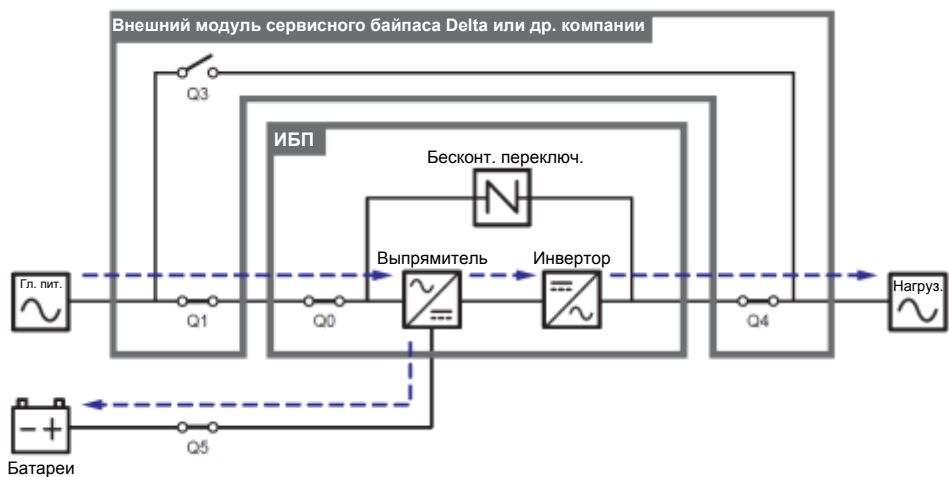 Внешний модуль сервисного байпаса Delta или др. компании
Q3
ИБП
Бесконт. переключ.
Выпрямитель
Инвертор
Гл. пит.
Нагруз.
Q1
Q0
Q4
Q5
Батареи